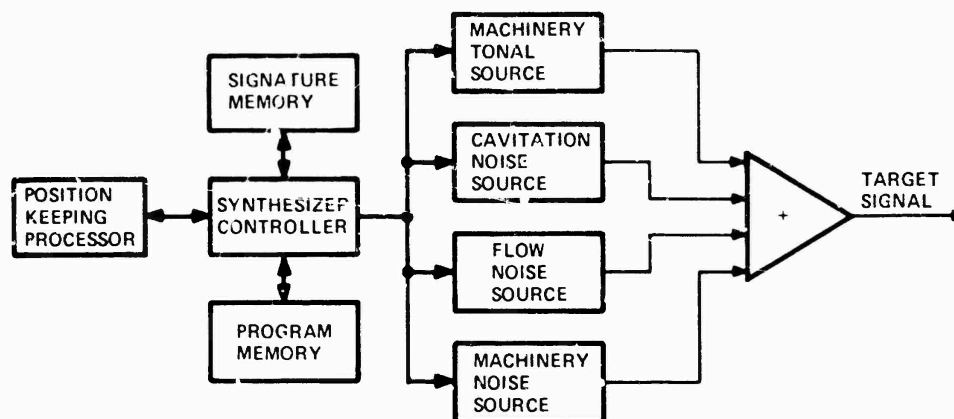 MACHINERY
TONAL
SOURCE
SIGNATURE
MEMORY
CAVITATION
NOISE
SOURCE
POSITION
KEEPING
PROCESSOR
SYNTHESIZER
CONTROLLER
+
TARGET
SIGNAL
FLOW
NOISE
SOURCE
PROGRAM
MEMORY
MACHINERY
NOISE
SOURCE